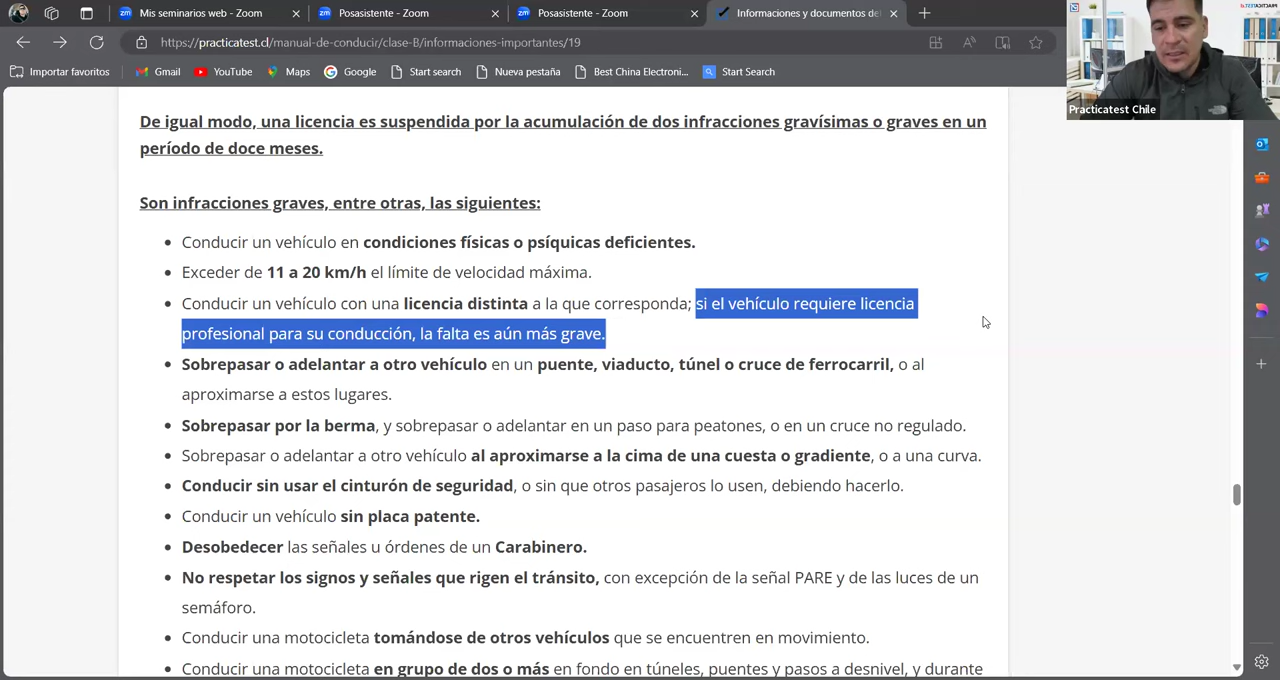 Mis seminarios web - Zoom
Posasistente - Zoom
Posasistente - Zoom
Informaciones y documentos de
https://practicatest.cl/manual-de-conducir/clase-B/informaciones-importantes/19
Importar favoritos
Gmail
YouTube
Maps
Google
Start search
Nueva pestaña
Best China Electroni...
Start Search
Practicatest Chile
De igual modo, una licencia es suspendida por la acumulación de dos infracciones gravísimas o graves en un
período de doce meses.
Son infracciones graves, entre otras, las siguientes:
Conducir un vehículo en condiciones físicas o psíquicas deficientes.
Exceder de 11 a 20 km/h el límite de velocidad máxima.
Conducir un vehículo con una licencia distinta a la que corresponda; si el vehículo requiere licencia
profesional para su conducción, la falta es aún más grave.
Sobrepasar o adelantar a otro vehículo en un puente, viaducto, túnel o cruce de ferrocarril, o al
aproximarse a estos lugares.
Sobrepasar por la berma, y sobrepasar o adelantar en un paso para peatones, o en un cruce no regulado.
Sobrepasar o adelantar a otro vehículo al aproximarse a la cima de una cuesta o gradiente, o a una curva.
Conducir sin usar el cinturón de seguridad, o sin que otros pasajeros lo usen, debiendo hacerlo.
Conducir un vehículo sin placa patente.
Desobedecer las señales u órdenes de un Carabinero.
No respetar los signos y señales que rigen el tránsito, con excepción de la señal PARE y de las luces de un
semáforo.
Conducir una motocicleta tomándose de otros vehículos que se encuentren en movimiento.
Conducir una motocicleta en grupo de dos o más en fondo en túneles, puentes y pasos a desnivel, y durante